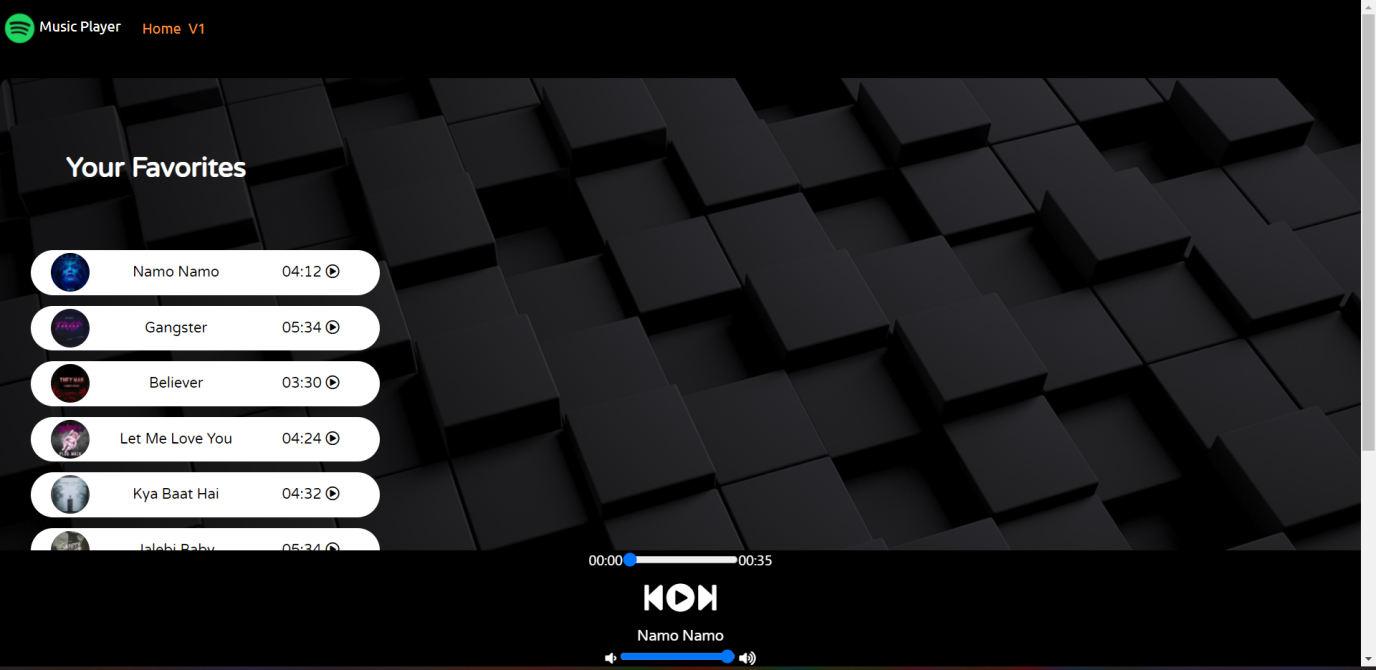 Music Player Home V1
Your Favorites
Namo Namo 04:12
Gangster 05:34
Believer 03:30
Let Me Love You 04:24
Kya Baat Hai 04:32
Jalebi Baby 05:34
00:00 00:35
Namo Namo